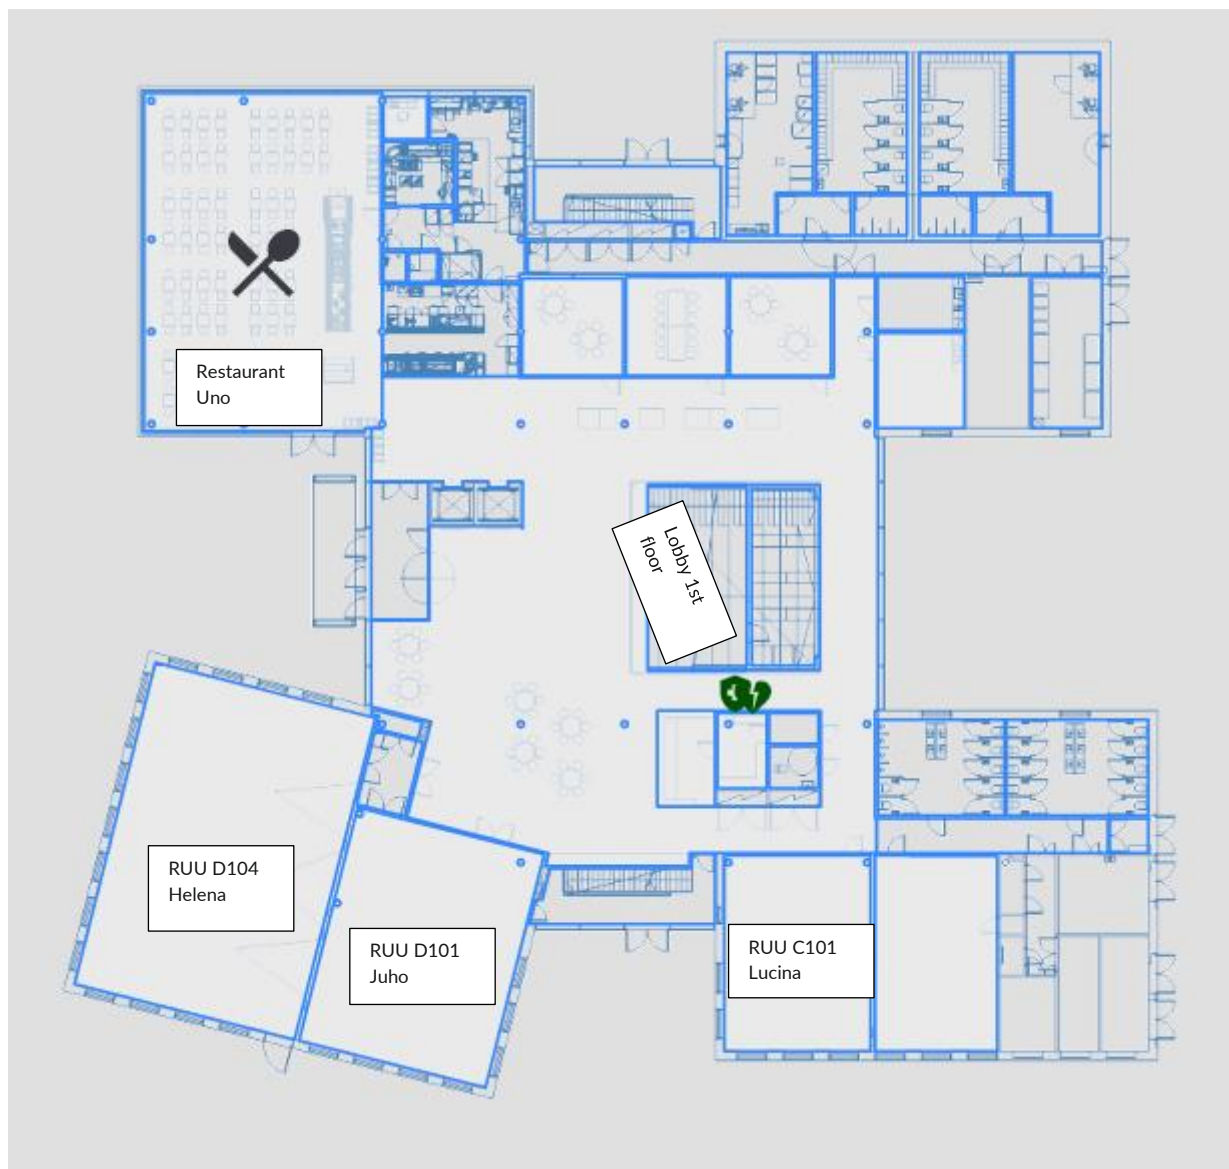 Restaurant
Uno
Lobby 1st
floor
RUU D104
Helena
RUU D101
Juho
RUU C101
Lucina